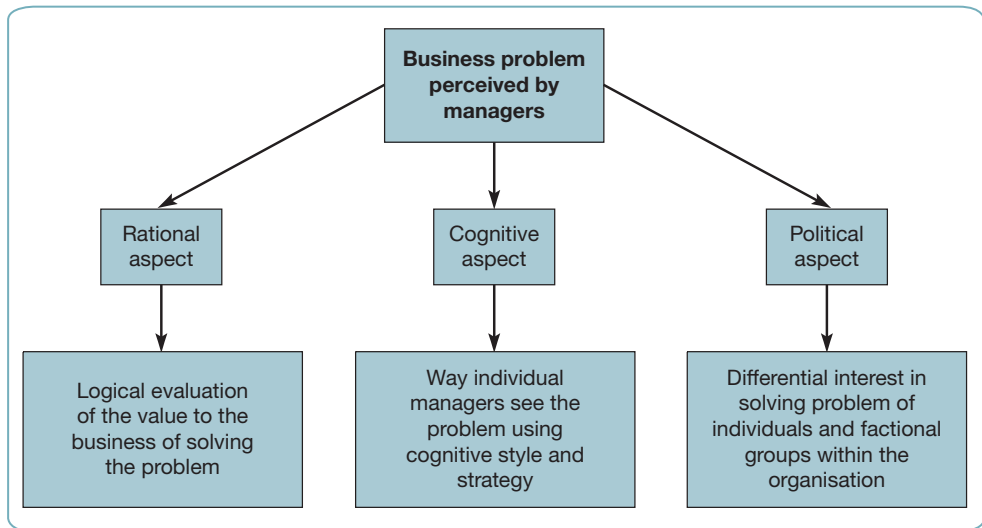 Business problem
perceived by
managers
Rational
aspect
Cognitive
aspect
Political
aspect
Logical evaluation
of the value to the
business of solving
the problem
Way individual
managers see the
problem using
cognitive style and
strategy
Differential interest in
solving problem of
individuals and factional
groups within the
organisation